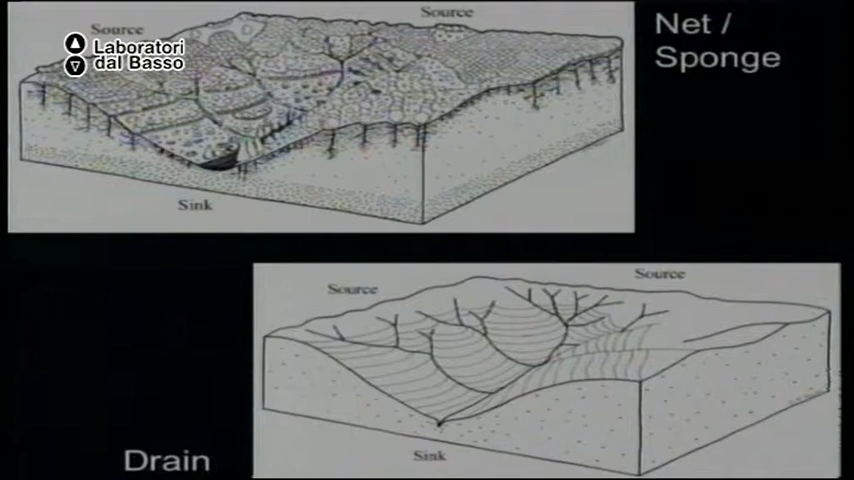 Source
Source
Laboratori
dal Basso
Net /
Sponge
Sink
Source
Source
Sink
Drain